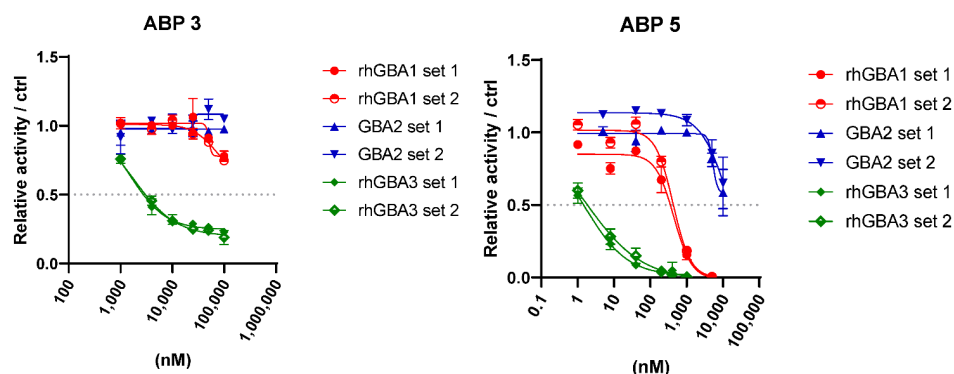 ABP 3
Relative activity / ctrl
1.5
1.0
0.5
0.0
100
1,000
10,000
100,000
1,000,000
(nM)
rhGBA1 set 1
rhGBA1 set 2
GBA2 set 1
GBA2 set 2
rhGBA3 set 1
rhGBA3 set 2
ABP 5
Relative activity / ctrl
1.5
1.0
0.5
0.0
0.1
1
10
100
1,000
10,000
100,000
(nM)
rhGBA1 set 1
rhGBA1 set 2
GBA2 set 1
GBA2 set 2
rhGBA3 set 1
rhGBA3 set 2